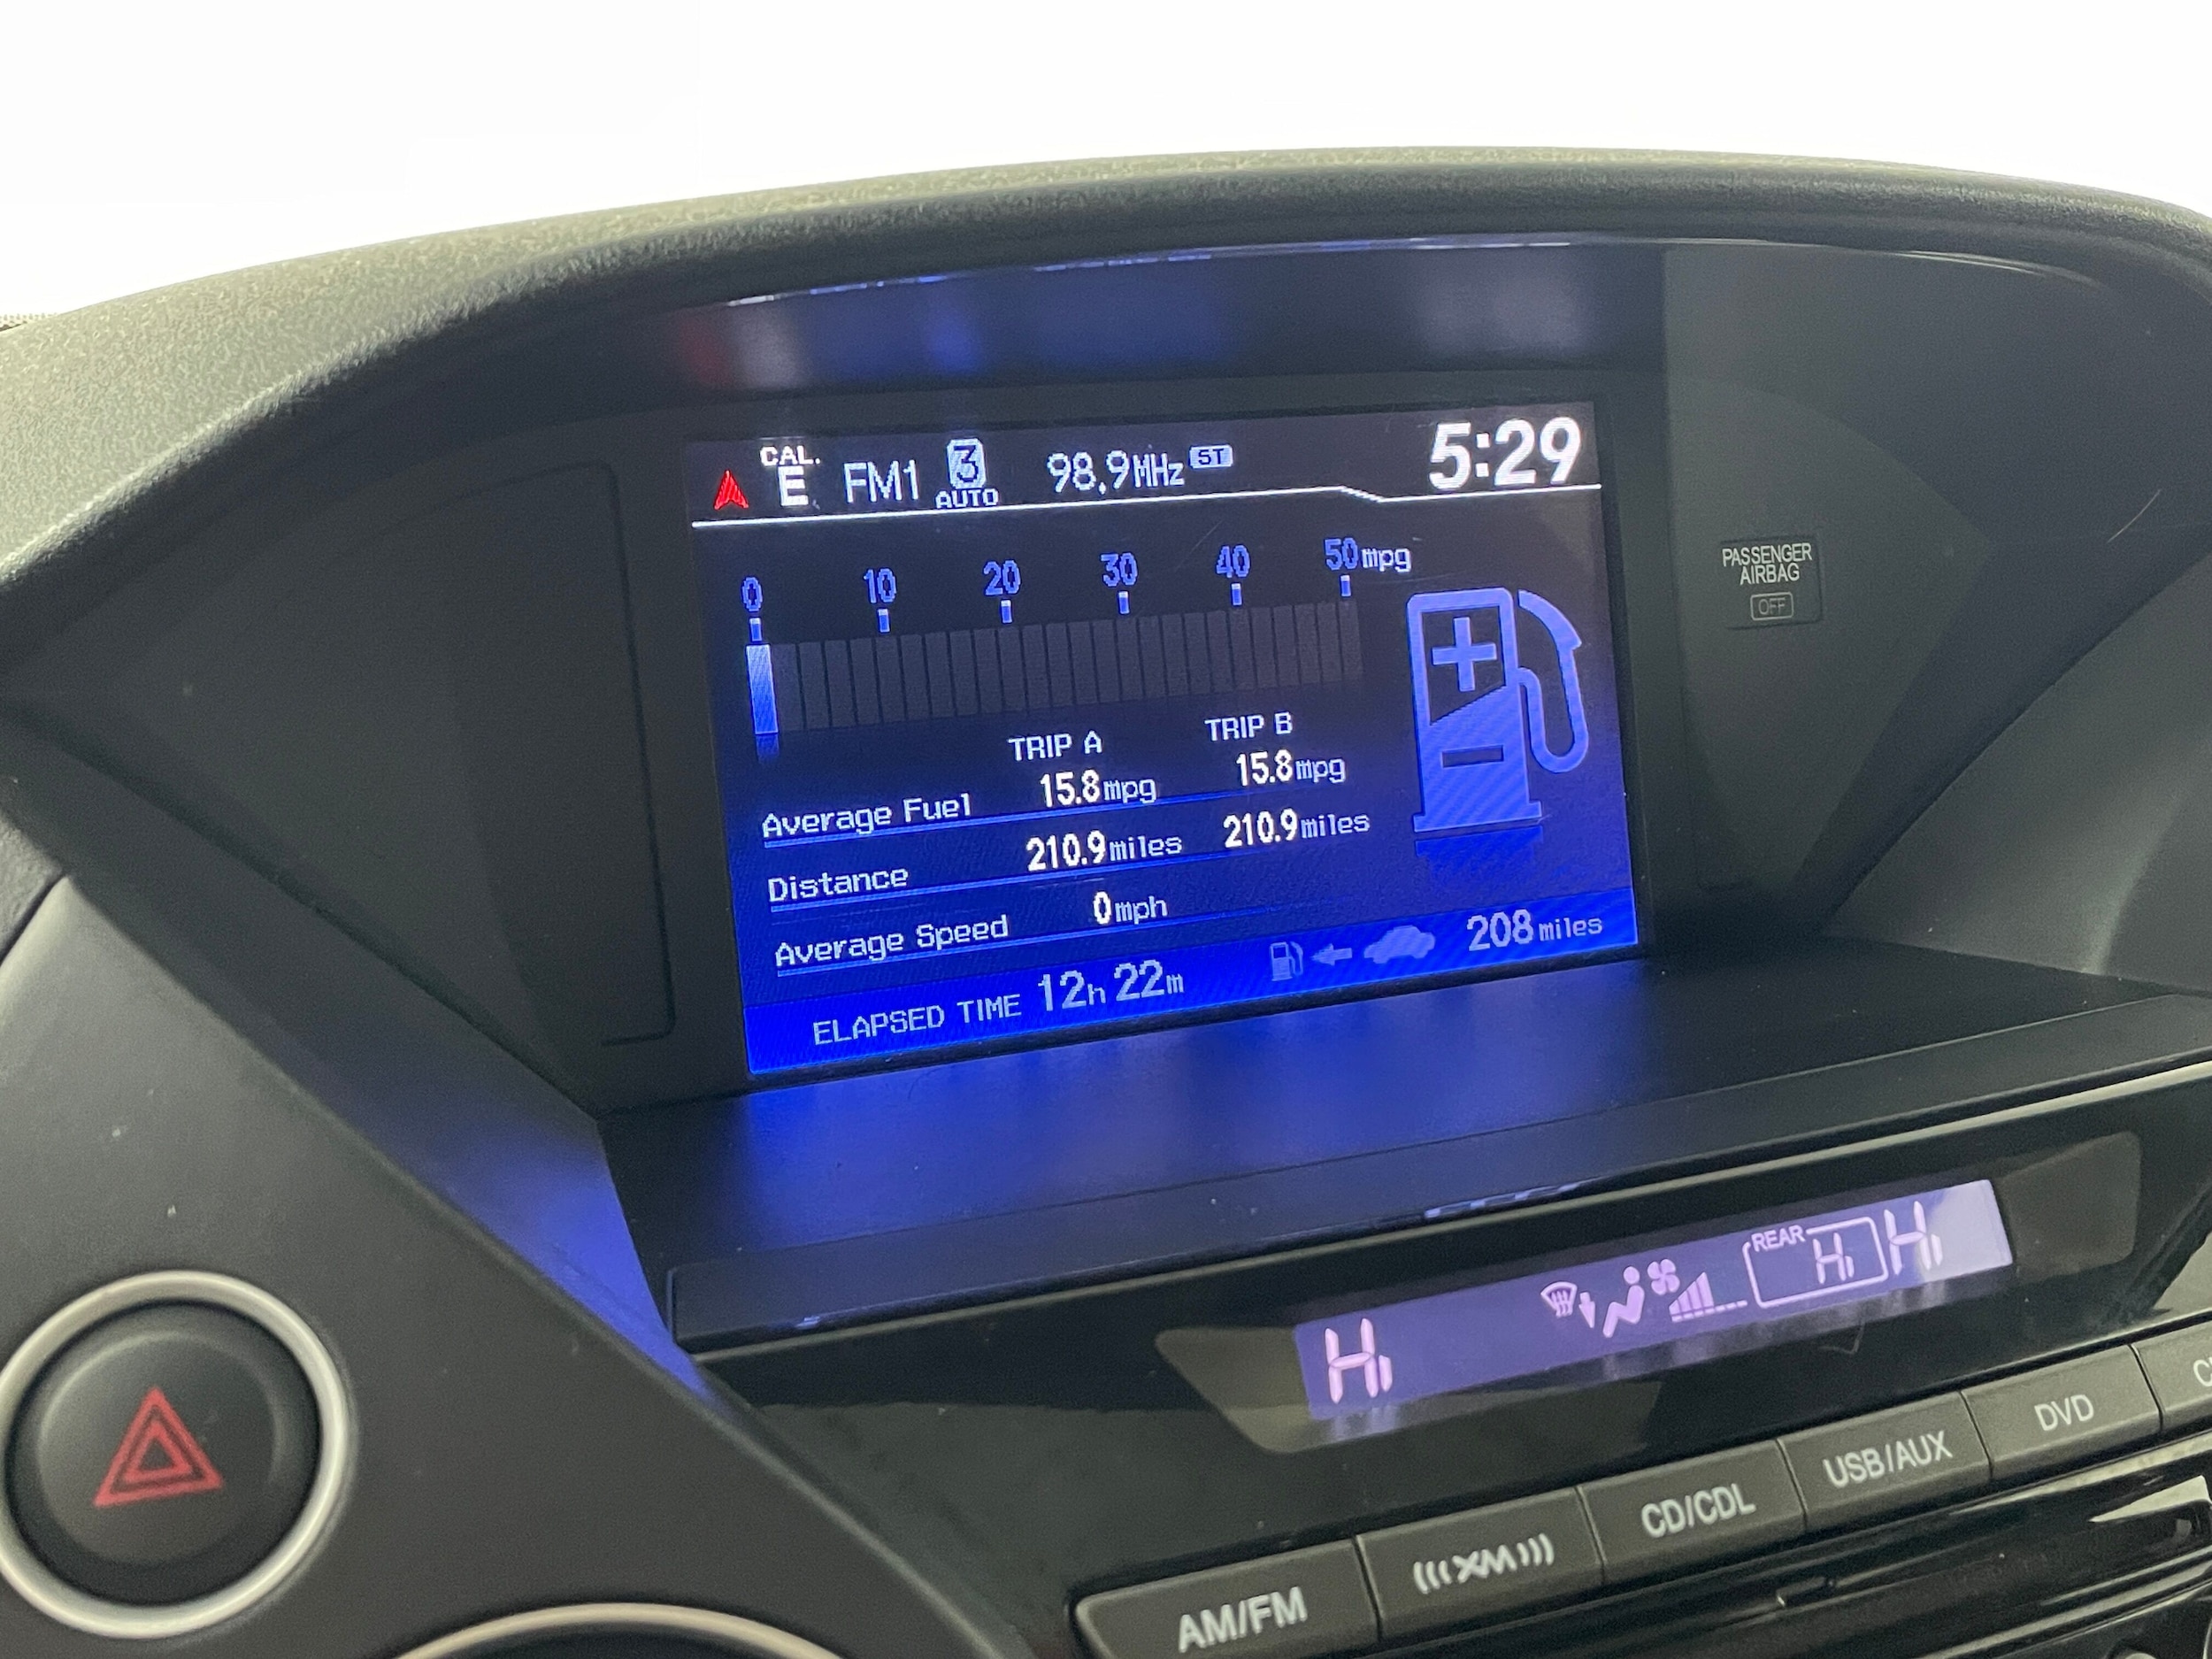 CAL.
E FM1 3 98.9MHz ST 5:29
AUTO
0 10 20 30 40 50mpg
TRIP A TRIP B
Average Fuel 15.8mpg 15.8mpg
Distance 210.9miles 210.9miles
Average Speed 0mph
ELAPSED TIME 12h 22m 208miles
PASSENGER
AIRBAG
OFF
Hi REAR Hi Hi
AM/FM (((XM))) CD/CDL USB/AUX DVD